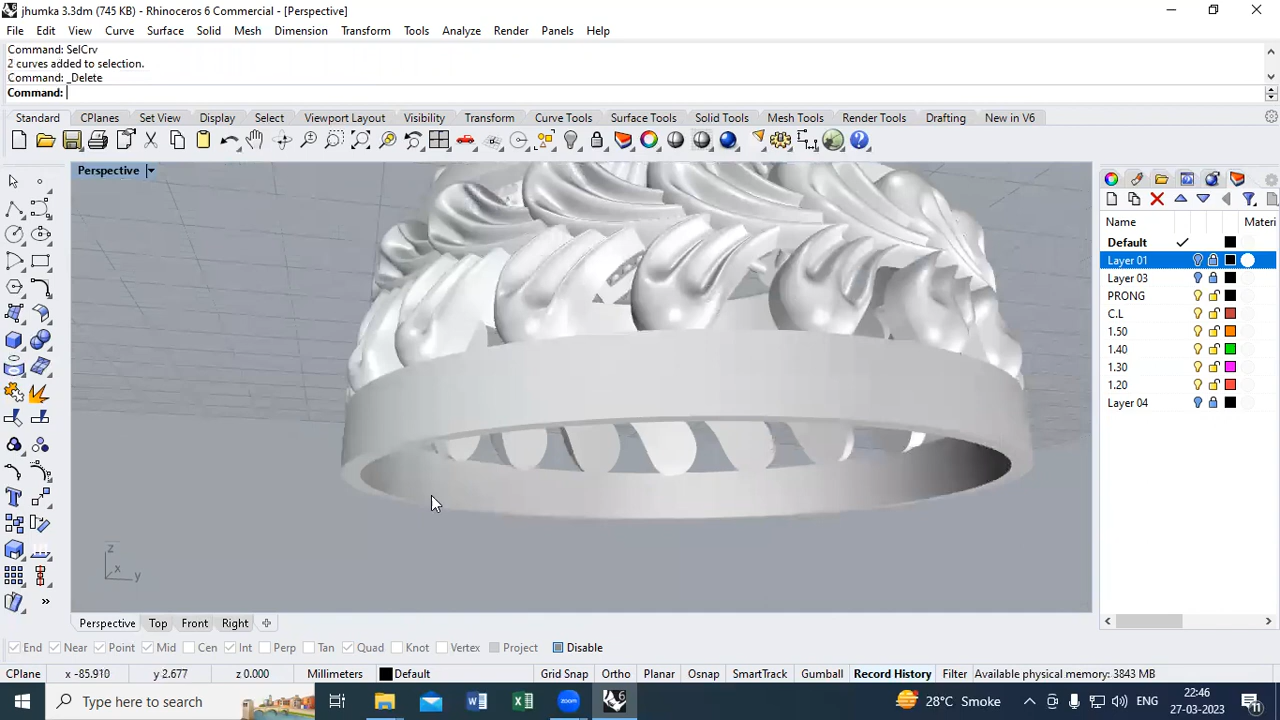 jhumka 3.3dm (745 KB) - Rhinoceros 6 Commercial - [Perspective]
File Edit View Curve Surface Solid Mesh Dimension Transform Tools Analyze Render Panels Help
Command: SelCrv
2 curves added to selection.
Command: _Delete
Command:
Standard CPlanes Set View Display Select Viewport Layout Visibility Transform Curve Tools Surface Tools Solid Tools Mesh Tools Render Tools Drafting New in V6
Perspective
Name Materi
Default
Layer 01
Layer 03
PRONG
C.L
1.50
1.40
1.30
1.20
Layer 04
z
x y
Perspective Top Front Right
End Near Point Mid Cen Int Perp Tan Quad Knot Vertex Project Disable
CPlane x -85.910 y 2.677 z 0.000 Millimeters Default Grid Snap Ortho Planar Osnap SmartTrack Gumball Record History Filter Available physical memory: 3843 MB
Type here to search zoom 6 28°C Smoke ENG 22:46
27-03-2023 11